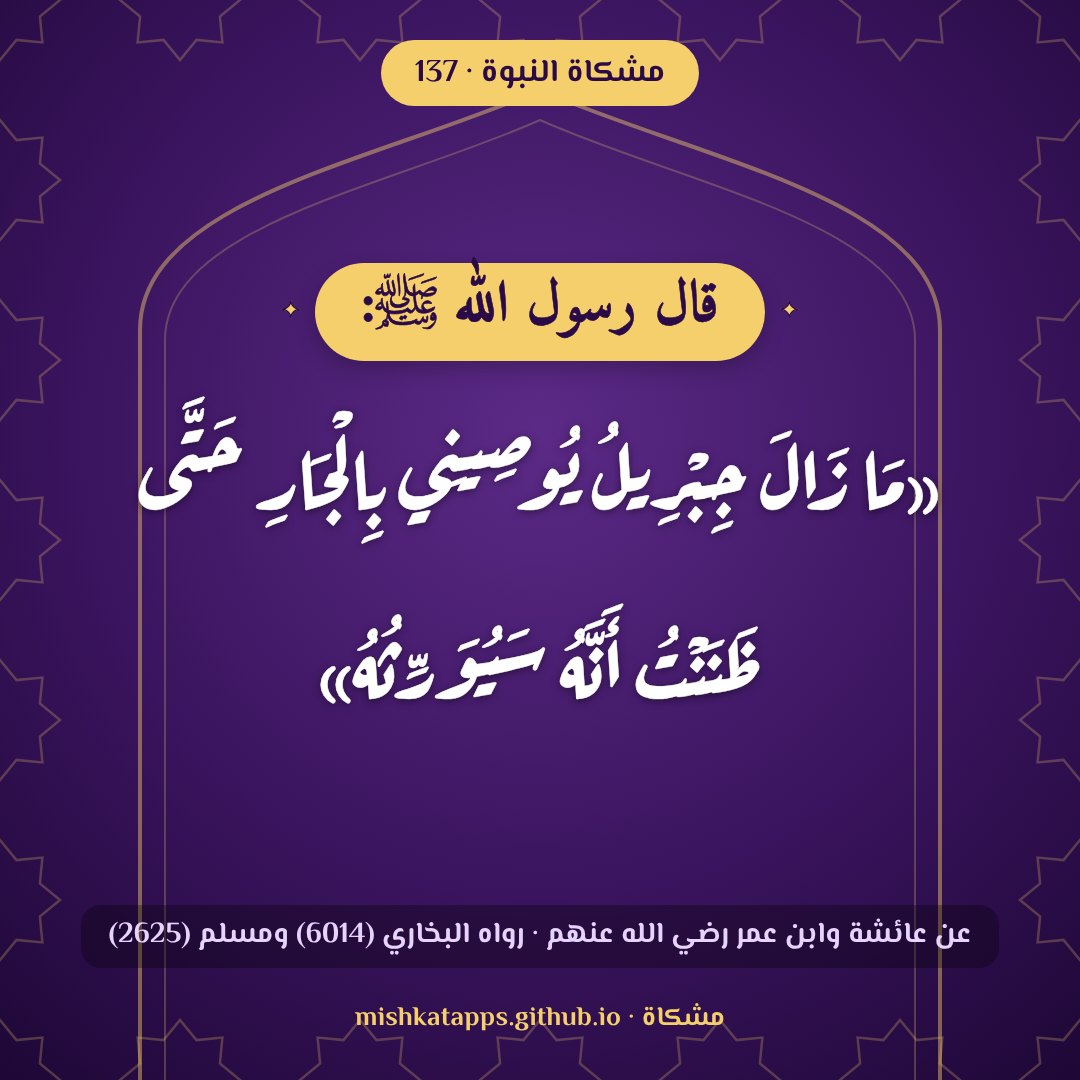 مشكاة النبوة · 137
قال رسول الله ﷺ:
«مَا زَالَ جِبْرِيلُ يُوصِينِي بِالْجَارِ حَتَّى
ظَنَنْتُ أَنَّهُ سَيُوَرِّثُهُ»
عن عائشة وابن عمر رضي الله عنهم · رواه البخاري (6014) ومسلم (2625)
مشكاة · mishkatapps.github.io